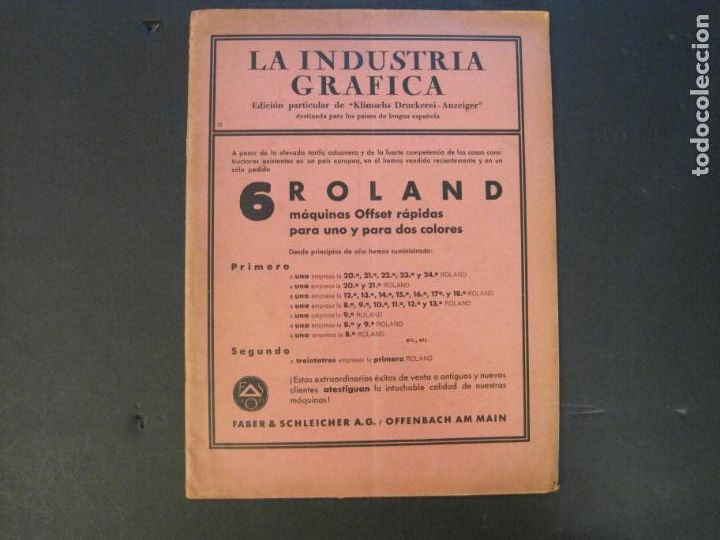 LA INDUSTRIA
GRAFICA
Edición particular de "Klimschs Druckerei-Anzeiger"
destinada para los países de lengua española
A pesar de la elevada tarifa aduanera y de la fuerte competencia de las casas cons-
tructoras existentes en un país europeo, en él hemos vendido recientemente y en un
sólo pedido
6 ROLAND
máquinas Offset rápidas
para uno y para dos colores
Desde principios de año hemos suministrado:
Primero
a una empresa la 20.ª, 21.ª, 22.ª, 23.ª y 24.ª ROLAND
a una empresa la 20.ª y 21.ª ROLAND
a una empresa la 12.ª, 13.ª, 14.ª, 15.ª, 16.ª, 17.ª y 18.ª ROLAND
a una empresa la 8.ª, 9.ª, 10.ª, 11.ª, 12.ª y 13.ª ROLAND
a una empresa la 9.ª ROLAND
a una empresa la 8.ª y 9.ª ROLAND
a una empresa la 8.ª ROLAND
etc., etc.
Segundo
a treintatres empresas la primera ROLAND
¡Estos extraordinarios éxitos de venta a antiguos y nuevos
clientes atestiguan la intachable calidad de nuestras
máquinas!
FABER & SCHLEICHER A.G. / OFFENBACH AM MAIN
todocoleccion